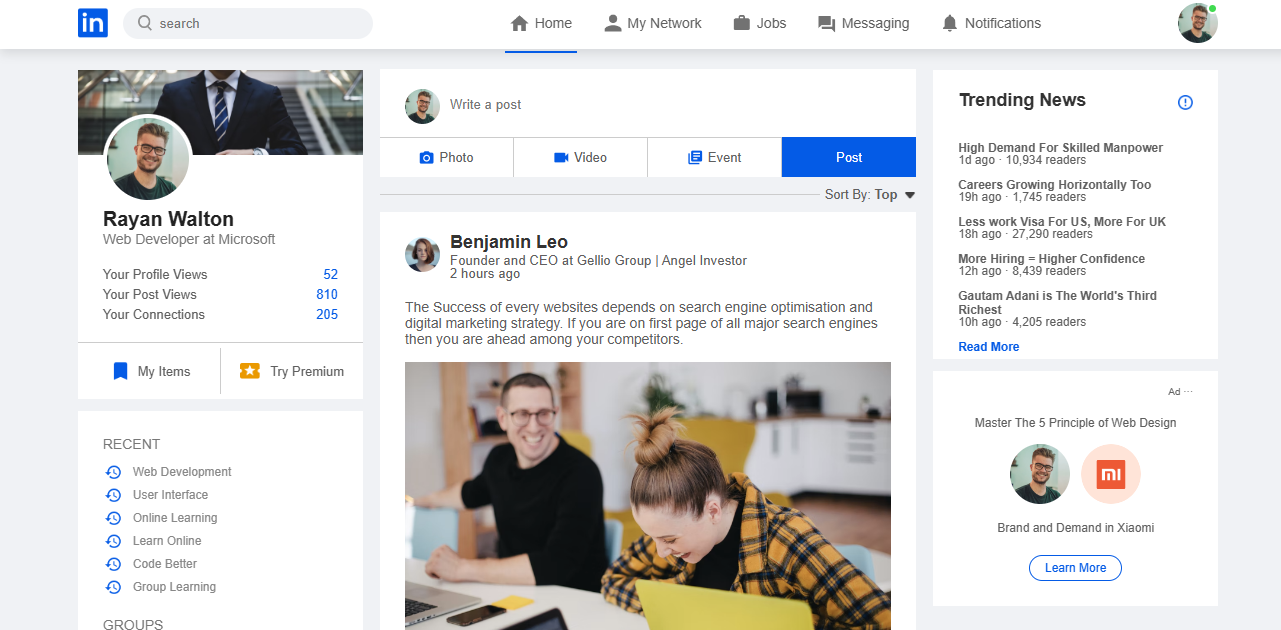 in
search
Home
My Network
Jobs
Messaging
Notifications
Rayan Walton
Web Developer at Microsoft
Your Profile Views 52
Your Post Views 810
Your Connections 205
My Items
Try Premium
RECENT
Web Development
User Interface
Online Learning
Learn Online
Code Better
Group Learning
GROUPS
Write a post
Photo
Video
Event
Post
Sort By: Top
Benjamin Leo
Founder and CEO at Gellio Group | Angel Investor
2 hours ago
The Success of every websites depends on search engine optimisation and
digital marketing strategy. If you are on first page of all major search engines
then you are ahead among your competitors.
Trending News
High Demand For Skilled Manpower
1d ago · 10,934 readers
Careers Growing Horizontally Too
19h ago · 1,745 readers
Less work Visa For US, More For UK
18h ago · 27,290 readers
More Hiring = Higher Confidence
12h ago · 8,439 readers
Gautam Adani is The World's Third
Richest
10h ago · 4,205 readers
Read More
Ad ···
Master The 5 Principle of Web Design
mi
Brand and Demand in Xiaomi
Learn More